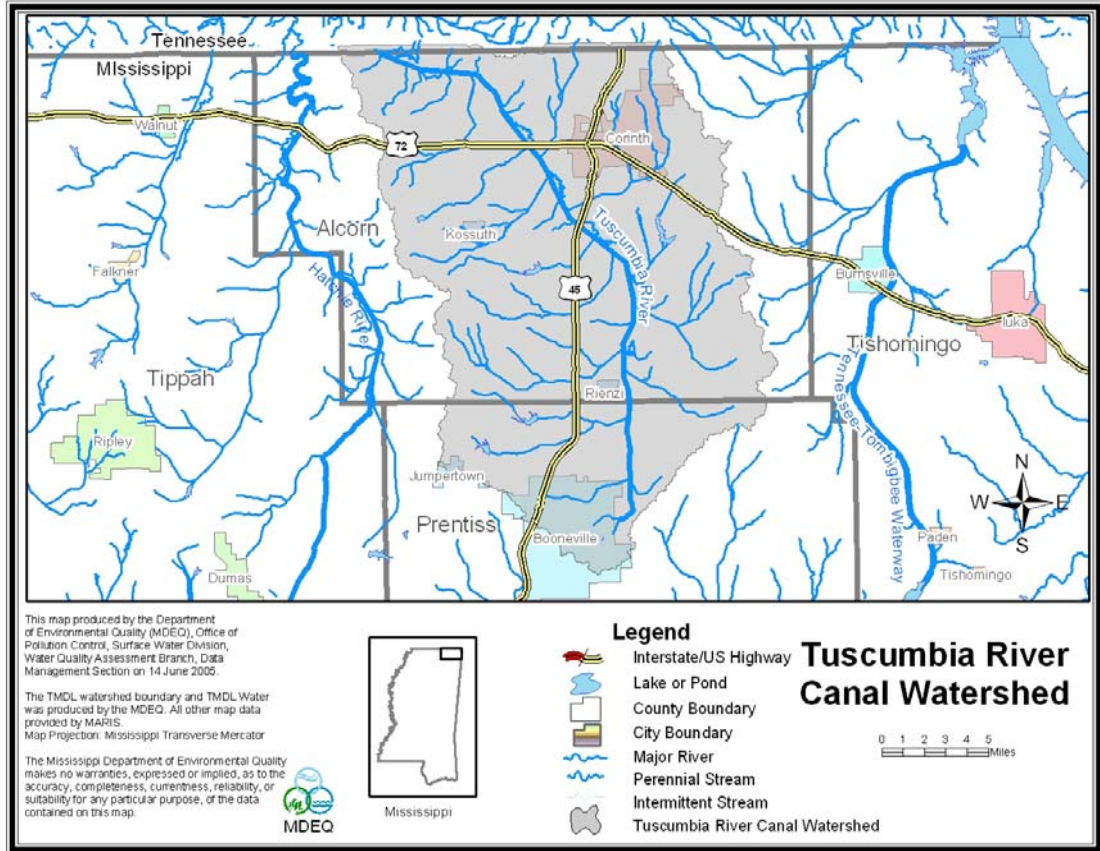 Tennessee
MIssissippi
Walnut
72
Corinth
Alcorn
Kossuth
Tuscumbia River
Falkner
Hatchie River
45
Burnsville
Iuka
Tishomingo
Tippah
Rienzi
Tennessee-Tombigbee Waterway
Ripley
Jumpertown
Prentiss
Booneville
N
W E
S
Paden
Dumas
Tishomingo
This map produced by the Department
of Environmental Quality (MDEQ), Office of
Pollution Control, Surface Water Division,
Water Quality Assessment Branch, Data
Management Section on 14 June 2005.
The TMDL watershed boundary and TMDL Water
was produced by the MDEQ. All other map data
provided by MARIS.
Map Projection: Mississippi Transverse Mercator
The Mississippi Department of Environmental Quality
makes no warranties, expressed or implied, as to the
accuracy, completeness, currentness, reliability, or
suitability for any particular purpose, of the data
contained on this map.
MDEQ
Mississippi
Legend
Interstate/US Highway
Lake or Pond
County Boundary
City Boundary
Major River
Perennial Stream
Intermittent Stream
Tuscumbia River Canal Watershed
Tuscumbia River
Canal Watershed
0 1 2 3 4 5
Miles